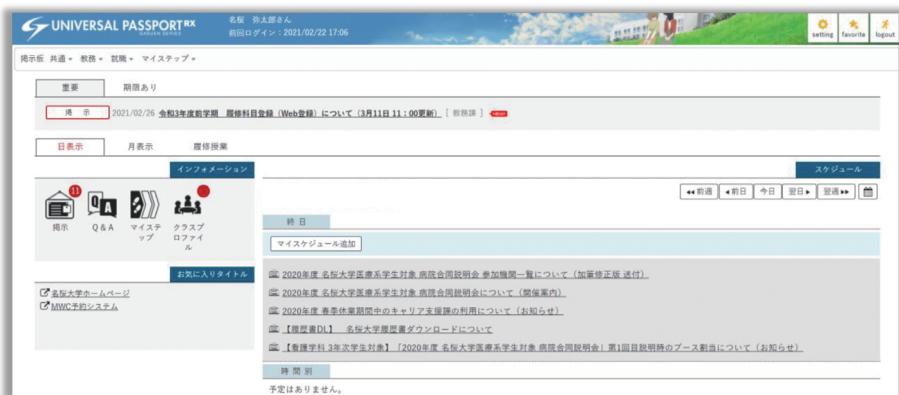 UNIVERSAL PASSPORT RX
GAKUEN SERIES
名桜　弥太郎さん
前回ログイン：2021/02/22 17:06
setting favorite logout
掲示板 共通 教務 就職 マイステップ
重要 期限あり
掲 示 2021/02/26 令和3年度前学期　履修科目登録（Web登録）について（3月11日 11：00更新） [ 教務課 ]
日表示 月表示 履修授業
インフォメーション
11
掲示 Q & A マイステップ クラスプロファイル
お気に入りタイトル
名桜大学ホームページ
MWC予約システム
スケジュール
前週 前日 今日 翌日 翌週
終日
マイスケジュール追加
2020年度 名桜大学医療系学生対象 病院合同説明会 参加機関一覧について（加筆修正版 送付）
2020年度 名桜大学医療系学生対象 病院合同説明会について（開催案内）
2020年度 春季休業期間中のキャリア支援課の利用について（お知らせ）
【履歴書DL】　名桜大学履歴書ダウンロードについて
【看護学科 3年次学生対象】「2020年度 名桜大学医療系学生対象 病院合同説明会」第1回目説明時のブース割当について（お知らせ）
時間別
予定はありません。